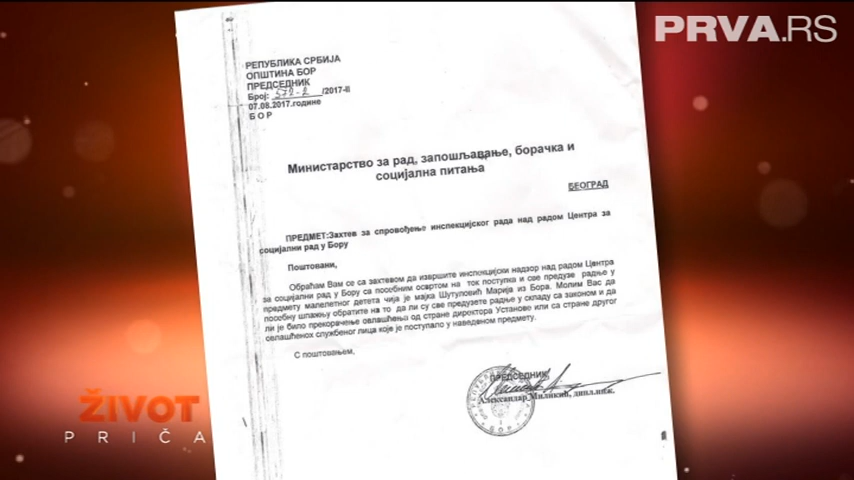 PRVA.RS
РЕПУБЛИКА СРБИЈА
ОПШТИНА БОР
ПРЕДСЕДНИК
Број: 572-2 /2017-II
07.08.2017.године
Б О Р
Министарство за рад, запошљавање, борачка и
социјална питања
БЕОГРАД
ПРЕДМЕТ:Захтев за спровођење инспекцијског рада над радом Центра за
социјални рад у Бору
Поштовани,
Обраћам Вам се са захтевом да извршите инспекцијски надзор над радом Центра
за социјални рад у Бору са посебним освртом на ток поступка и све предузе радње у
предмету малелетног детета чија је мајка Шутуловић Марија из Бора. Молим Вас да
посебну шпажњу обратите на то да ли су све предузете радње у складу са законом и да
ли је било прекорачење овлашћења од стране директора Установе или са стране другог
овлашћенох службеног лица које је поступало у наведеном предмету.
С поштовањем,
ПРЕДСЕДНИК
Александар Миликић, дипл.инж.
БОР
ŽIVOT
PRIČA